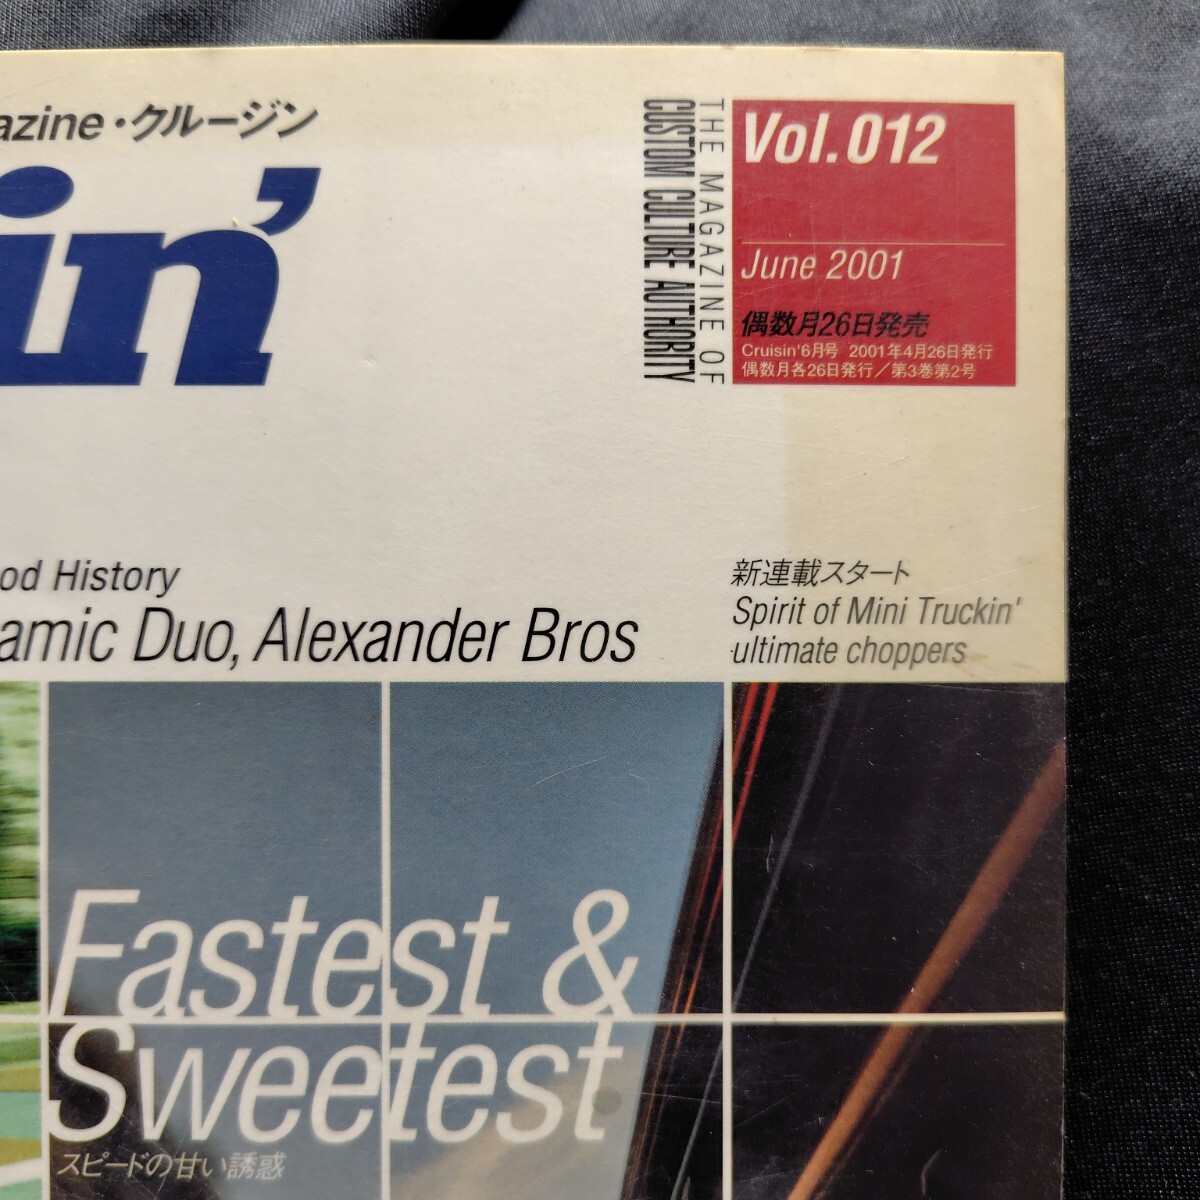 azine・クルージン
in'
THE MAGAZINE OF
CUSTOM CULTURE AUTHORITY
Vol.012
June 2001
偶数月26日発売
Cruisin'6月号 2001年4月26日発行
偶数月各26日発行／第3巻第2号
od History
amic Duo, Alexander Bros
新連載スタート
Spirit of Mini Truckin'
ultimate choppers
Fastest &
Sweetest
スピードの甘い誘惑